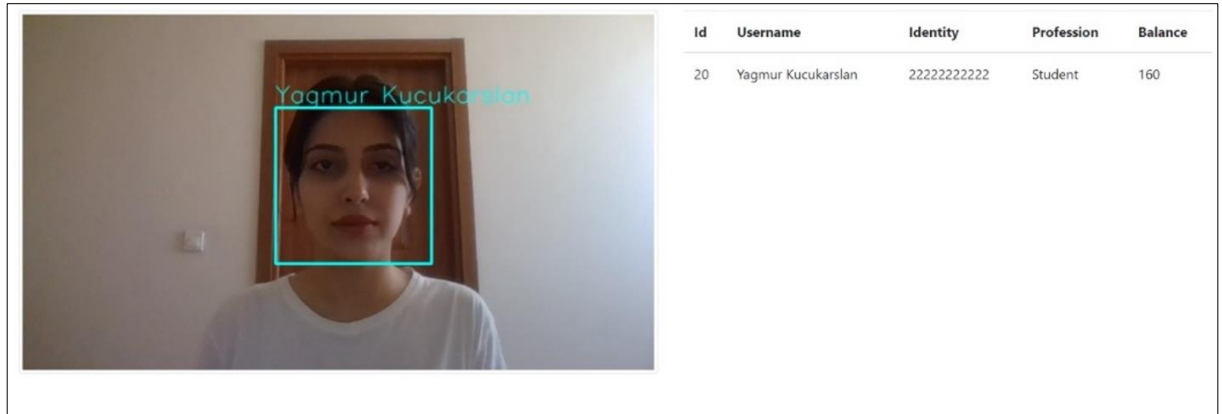 Yagmur Kucukarslan
Id Username Identity Profession Balance
20 Yagmur Kucukarslan 22222222222 Student 160